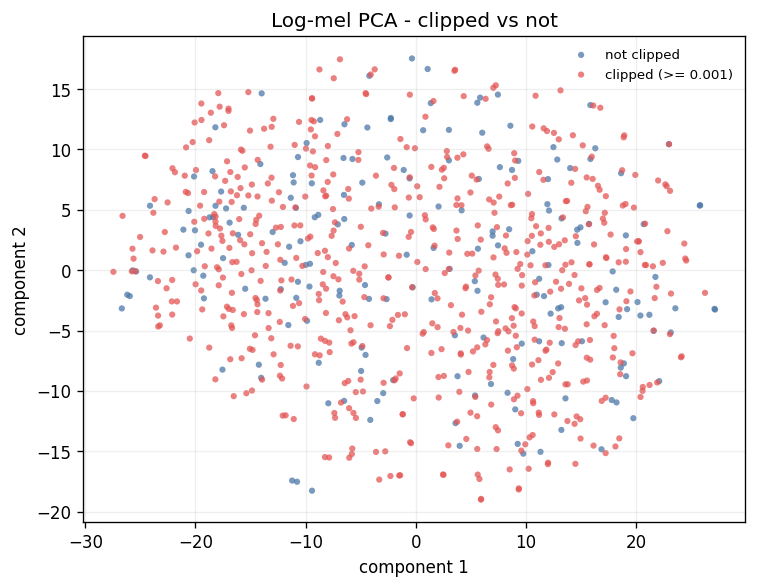 Log-mel PCA - clipped vs not
not clipped
clipped (>= 0.001)
15
10
5
0
−5
−10
−15
−20
component 2
−30
−20
−10
0
10
20
component 1